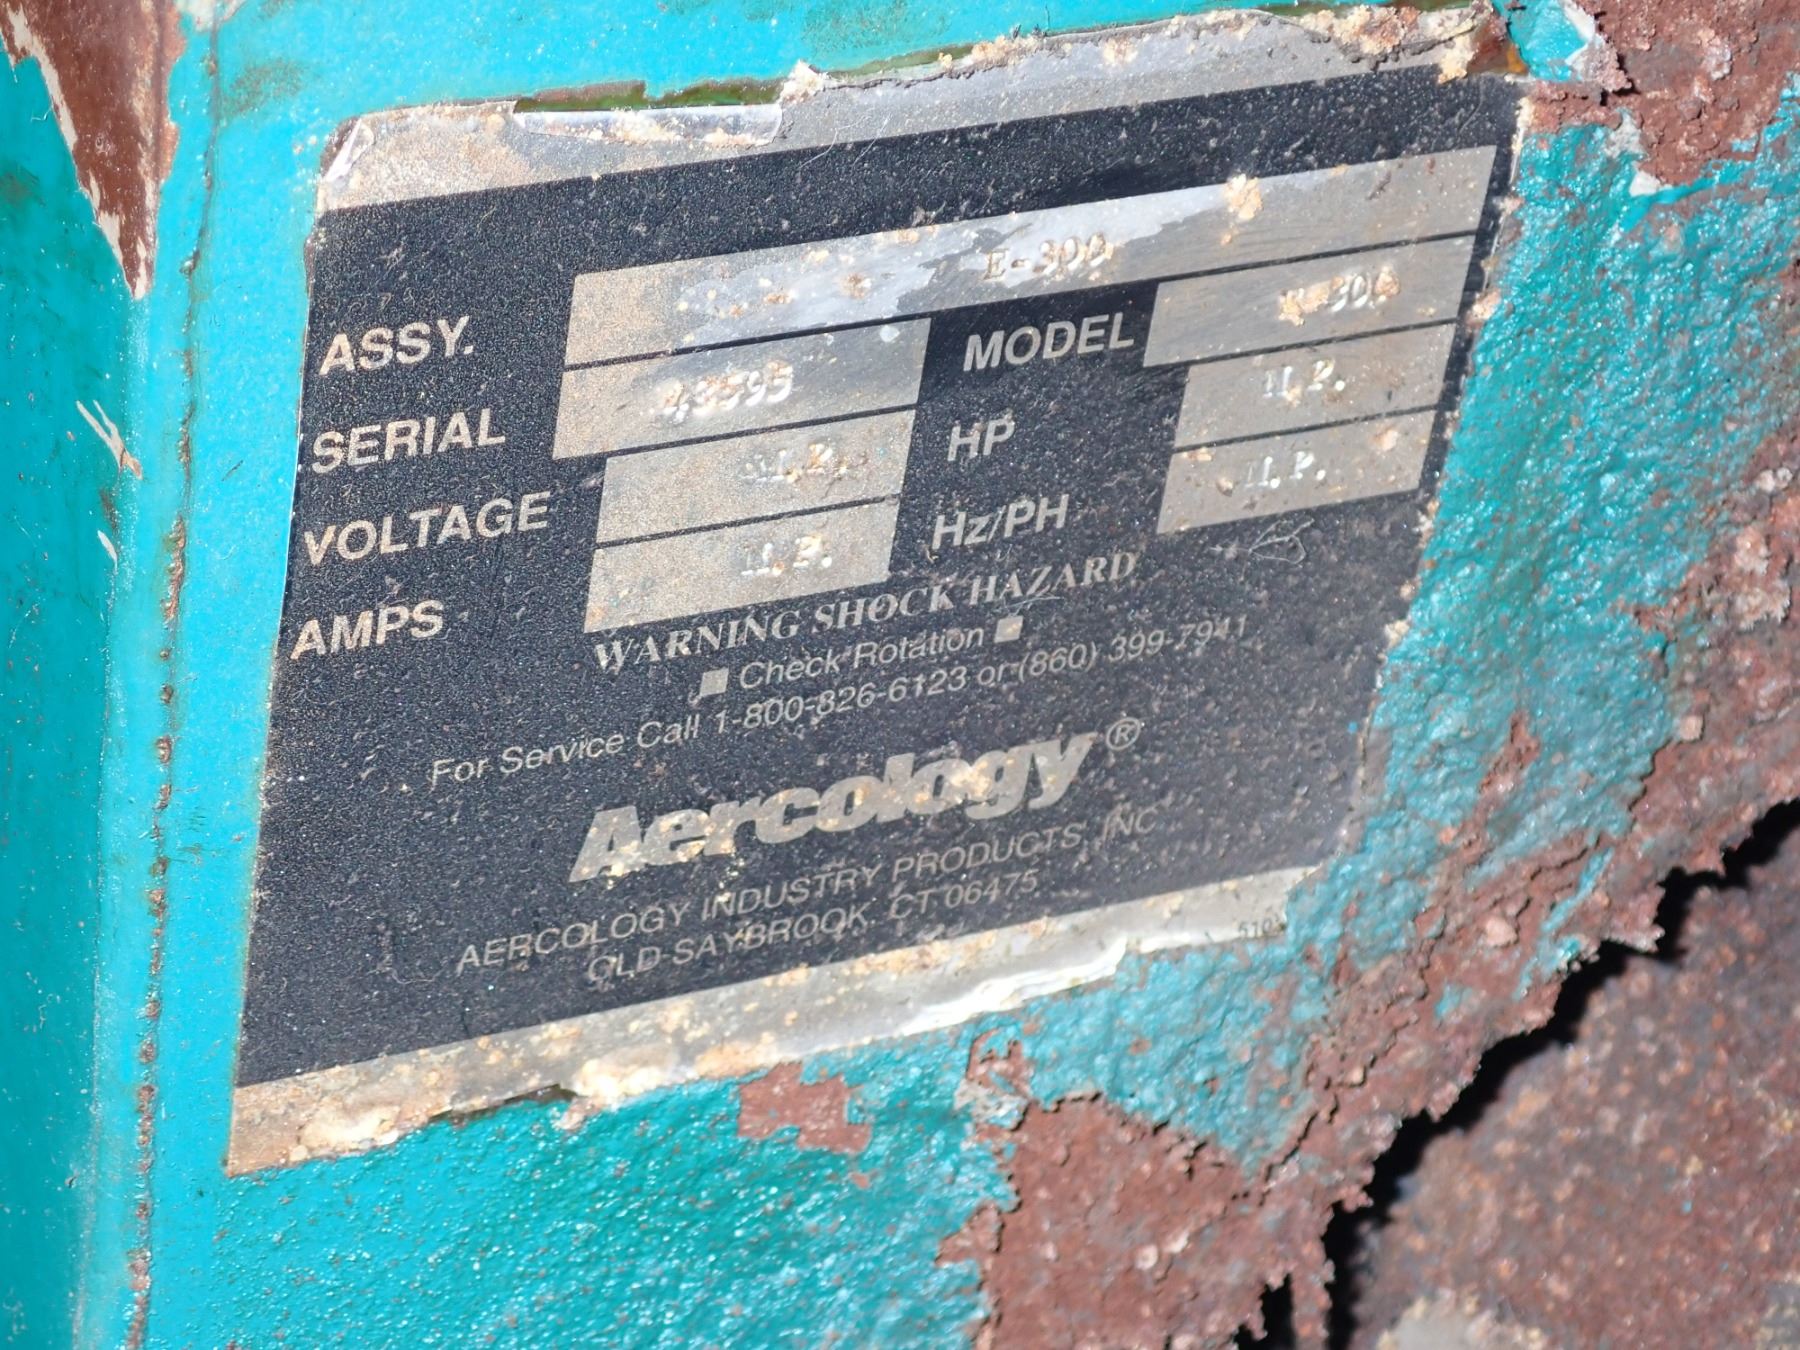 ASSY. E-300
SERIAL MODEL
VOLTAGE HP
AMPS Hz/PH
WARNING SHOCK HAZARD
Check Rotation
For Service Call 1-800-826-6123 or (860) 399-7941
Aercology®
AERCOLOGY INDUSTRY PRODUCTS, INC
OLD SAYBROOK, CT 06475